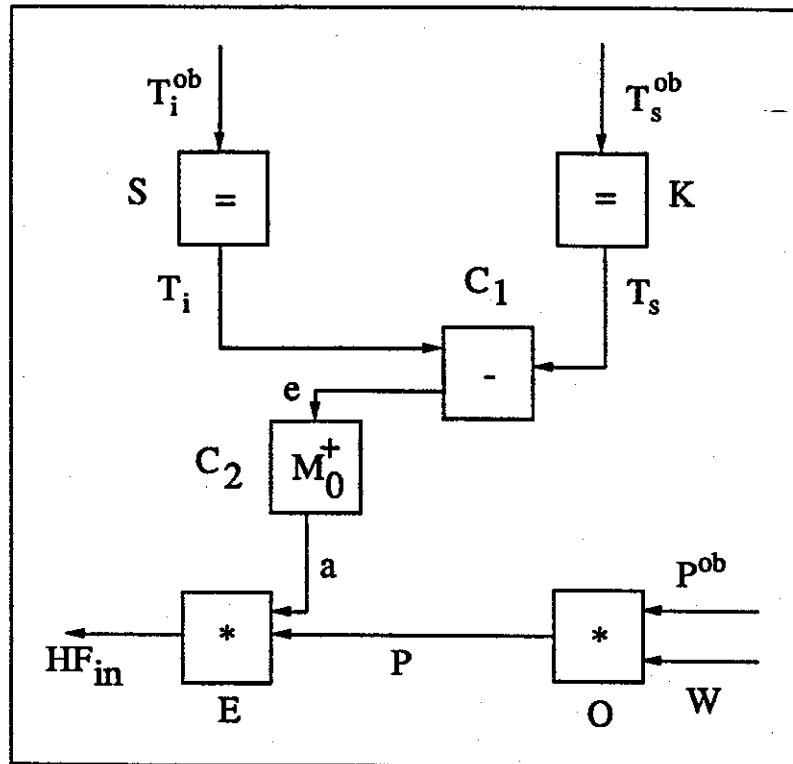 T_i^ob T_s^ob
S = = K
T_i C_1 T_s
-
e
C_2 M_0^+
a
P^ob
* *
HF_in P W
E O